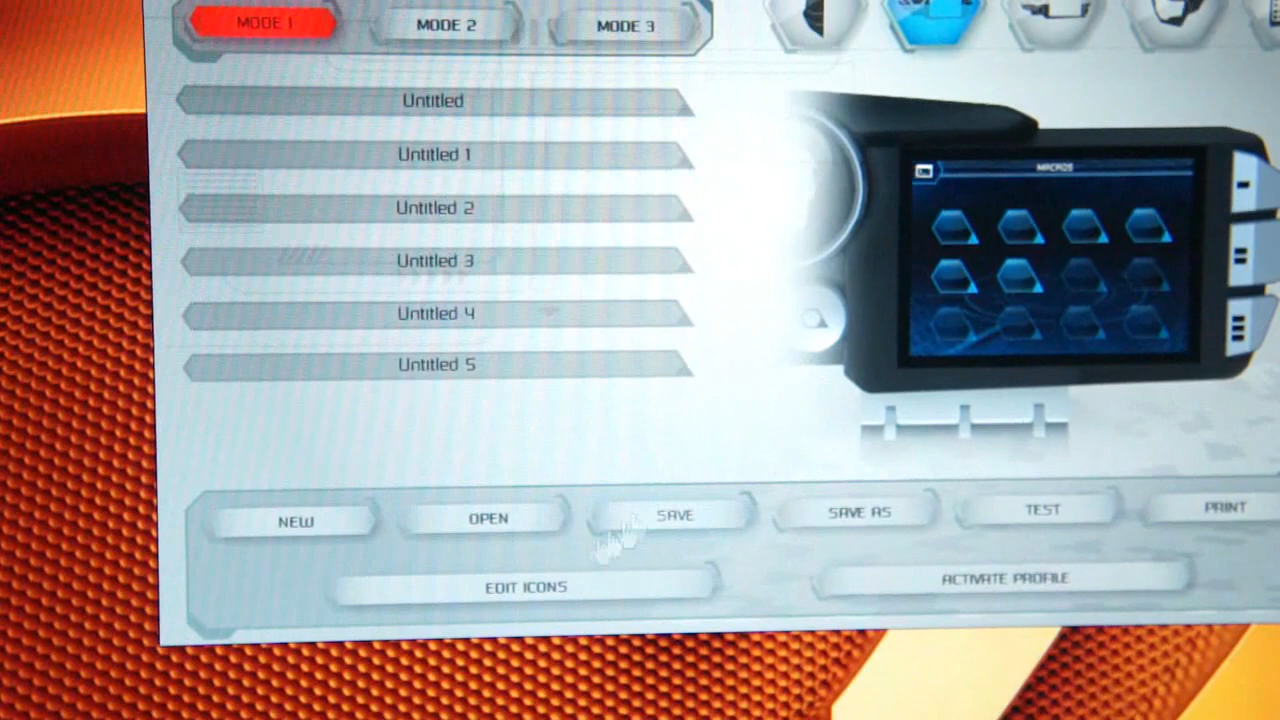 MODE 1
MODE 2
MODE 3
Untitled
Untitled 1
Untitled 2
Untitled 3
Untitled 4
Untitled 5
MACROS
NEW
OPEN
SAVE
SAVE AS
TEST
PRINT
EDIT ICONS
ACTIVATE PROFILE